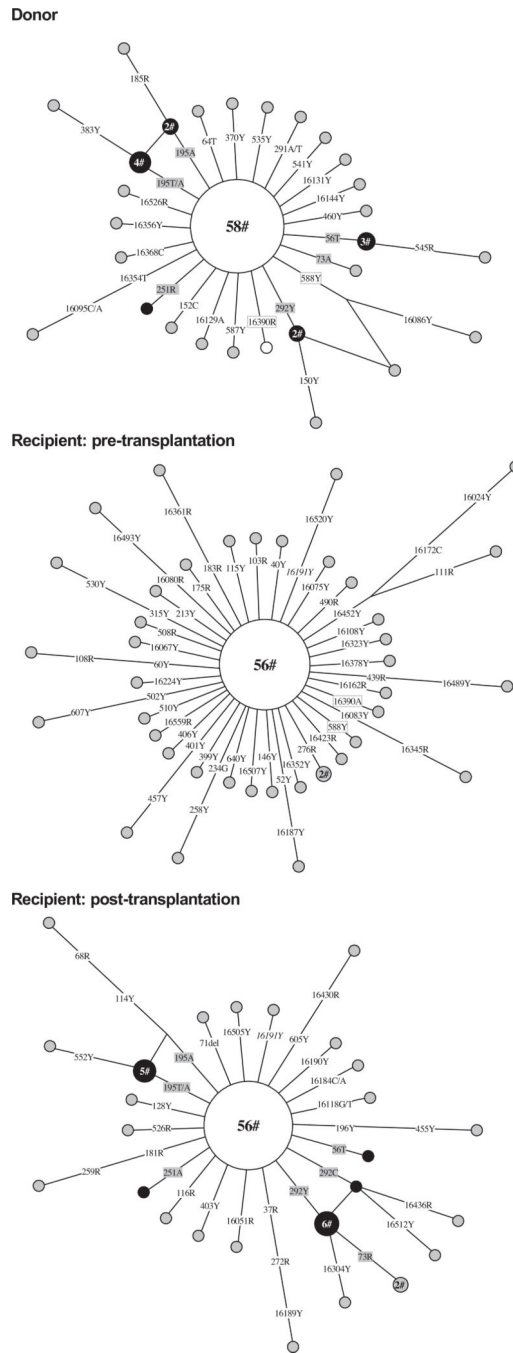 Donor
185R
383Y
2#
4#
195A
195T/A
64T
370Y
535Y
291A/T
541Y
16131Y
16144Y
460Y
16526R
16356Y
58#
56T
3#
545R
16368C
73A
16354T
588Y
251R
16095C/A
152C
16129A
587Y
16390R
292Y
2#
16086Y
150Y
Recipient: pre-transplantation
16361R
16024Y
16493Y
16520Y
16172C
183R
115Y
103R
40Y
16191Y
16080R
175R
16075Y
111R
530Y
490R
315Y
213Y
16452Y
508R
16108Y
16067Y
16323Y
108R
60Y
56#
16378Y
16224Y
439R
16489Y
16162R
502Y
16390A
607Y
510Y
16083Y
16559R
588Y
406Y
16423R
16345R
401Y
276R
399Y
640Y
146Y
16352Y
234G
16507Y
52Y
2#
457Y
258Y
16187Y
Recipient: post-transplantation
68R
16430R
114Y
71del
16505Y
16191Y
605Y
552Y
195A
16190Y
5#
195T/A
16184C/A
128Y
16118G/T
526R
56#
196Y
455Y
181R
56T
259R
251A
292C
116R
292Y
403Y
16051R
37R
6#
16436R
16512Y
272R
16304Y
73R
2#
16189Y